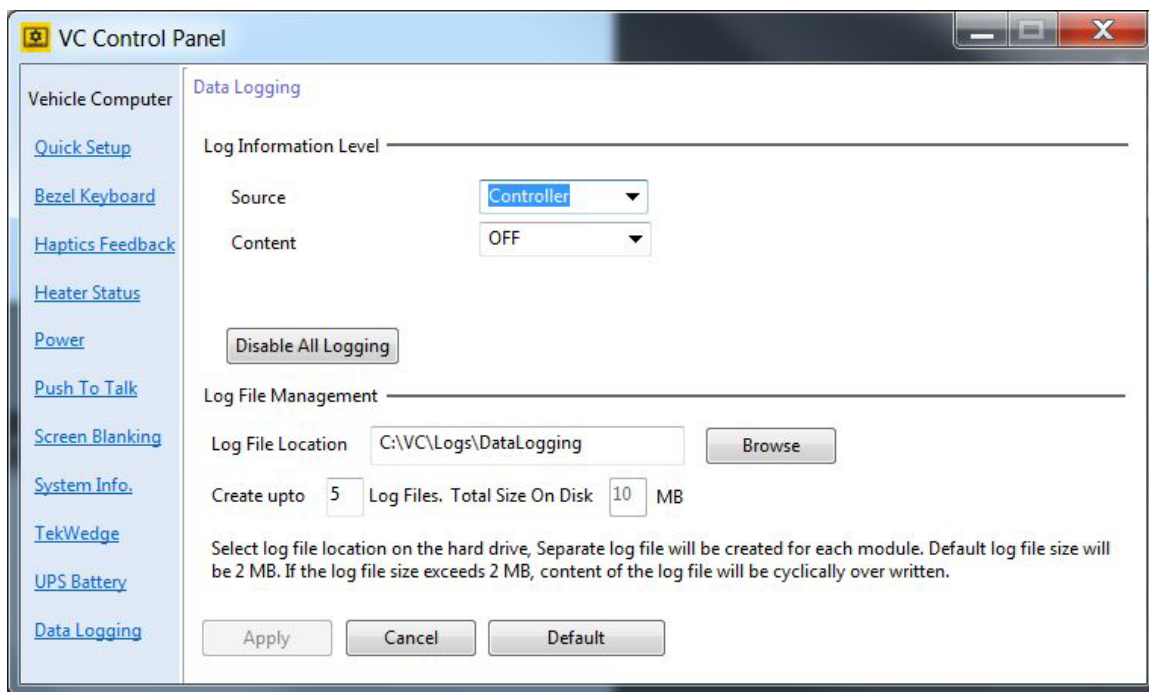 VC Control Panel
Vehicle Computer
Quick Setup
Bezel Keyboard
Haptics Feedback
Heater Status
Power
Push To Talk
Screen Blanking
System Info.
TekWedge
UPS Battery
Data Logging
Data Logging
Log Information Level
Source Controller
Content OFF
Disable All Logging
Log File Management
Log File Location C:\VC\Logs\DataLogging Browse
Create upto 5 Log Files. Total Size On Disk 10 MB
Select log file location on the hard drive, Separate log file will be created for each module. Default log file size will
be 2 MB. If the log file size exceeds 2 MB, content of the log file will be cyclically over written.
Apply Cancel Default